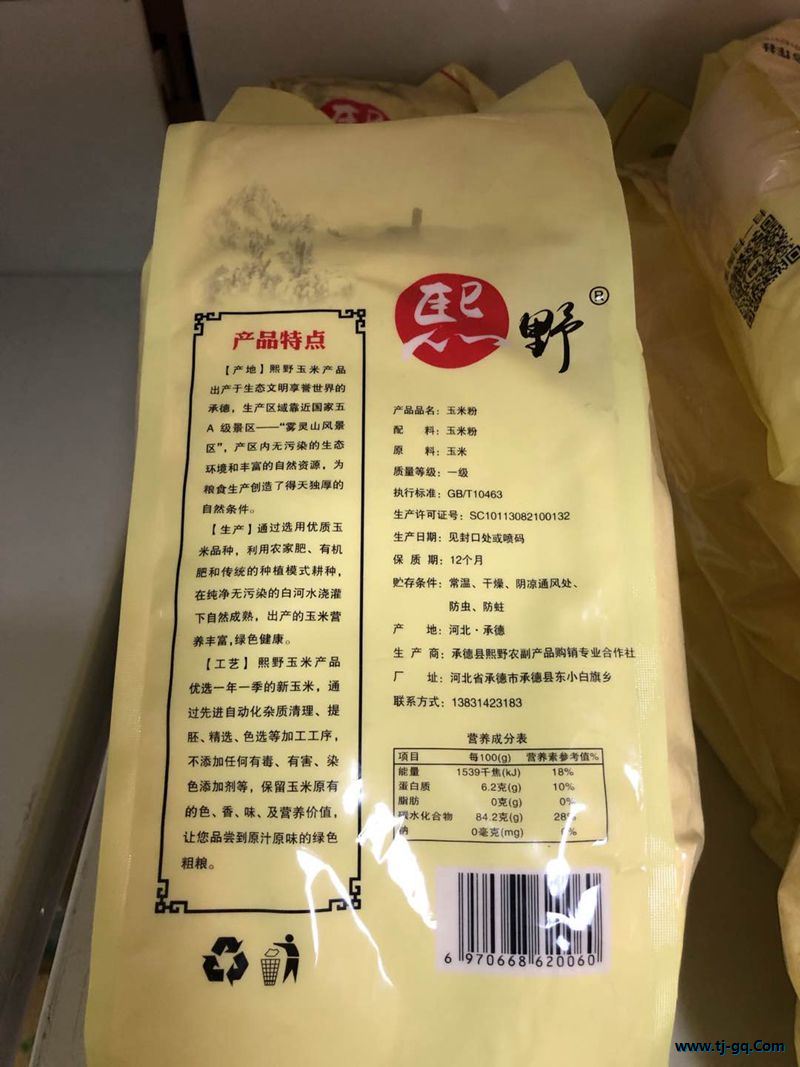 熙野
R
产品特点
【产地】熙野玉米产品
出产于生态文明享誉世界的
承德，生产区域靠近国家五
A 级景区——“雾灵山风景
区”，产区内无污染的生态
环境和丰富的自然资源，为
粮食生产创造了得天独厚的
自然条件。
【生产】通过选用优质玉
米品种，利用农家肥、有机
肥和传统的种植模式耕种，
在纯净无污染的白河水浇灌
下自然成熟，出产的玉米营
养丰富,绿色健康。
【工艺】熙野玉米产品
优选一年一季的新玉米，通
过先进自动化杂质清理、提
胚、精选、色选等加工工序，
不添加任何有毒、有害、染
色添加剂等，保留玉米原有
的色、香、味、及营养价值，
让您品尝到原汁原味的绿色
粗粮。
产品品名：玉米粉
配 料：玉米粉
原 料：玉米
质量等级：一级
执行标准：GB/T10463
生产许可证号：SC10113082100132
生产日期：见封口处或喷码
保 质 期：12个月
贮存条件：常温、干燥、阴凉通风处、
防虫、防蛀
产 地：河北·承德
生 产 商：承德县熙野农副产品购销专业合作社
厂 址：河北省承德市承德县东小白旗乡
联系方式：13831423183
营养成分表
项目 每100(g) 营养素参考值%
能量 1539千焦(kJ) 18%
蛋白质 6.2克(g) 10%
脂肪 0克(g) 0%
碳水化合物 84.2克(g) 28%
钠 0毫克(mg) 0%
6 970668 620060
www.tj-gq.Com